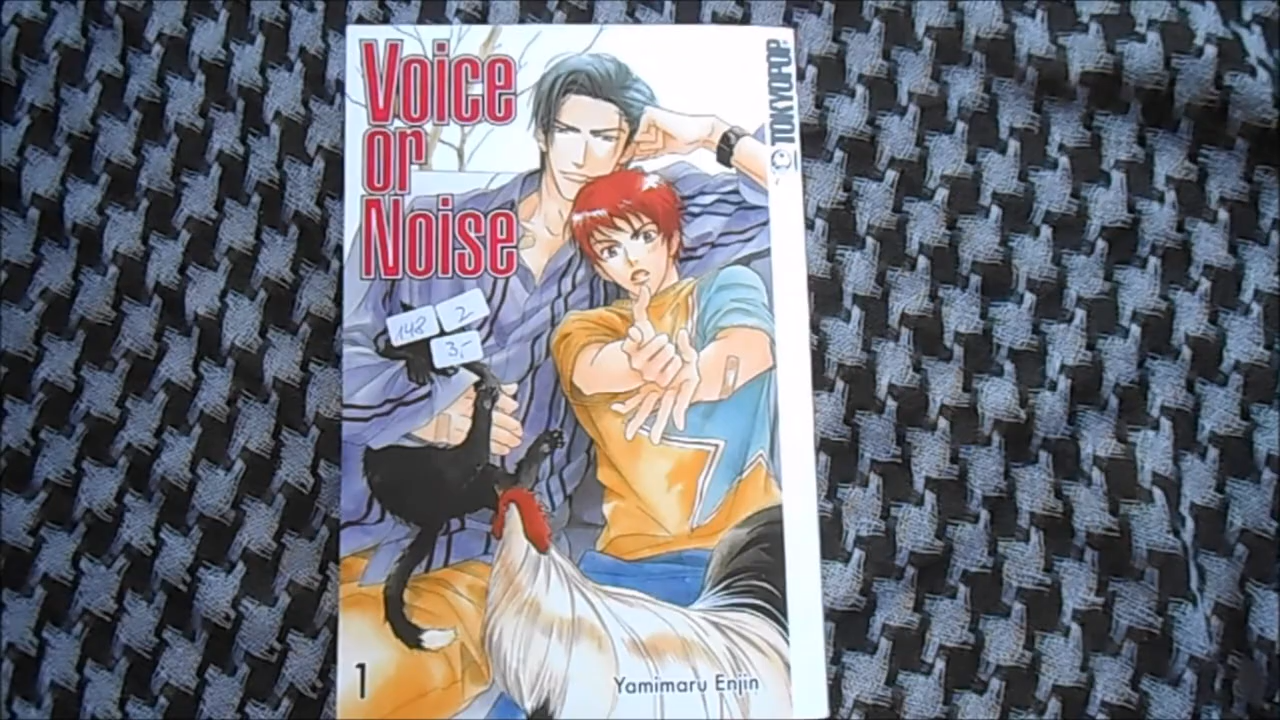 Voice
or
Noise
TOKYOPOP
148
2
3,-
1
Yamimaru Enjin